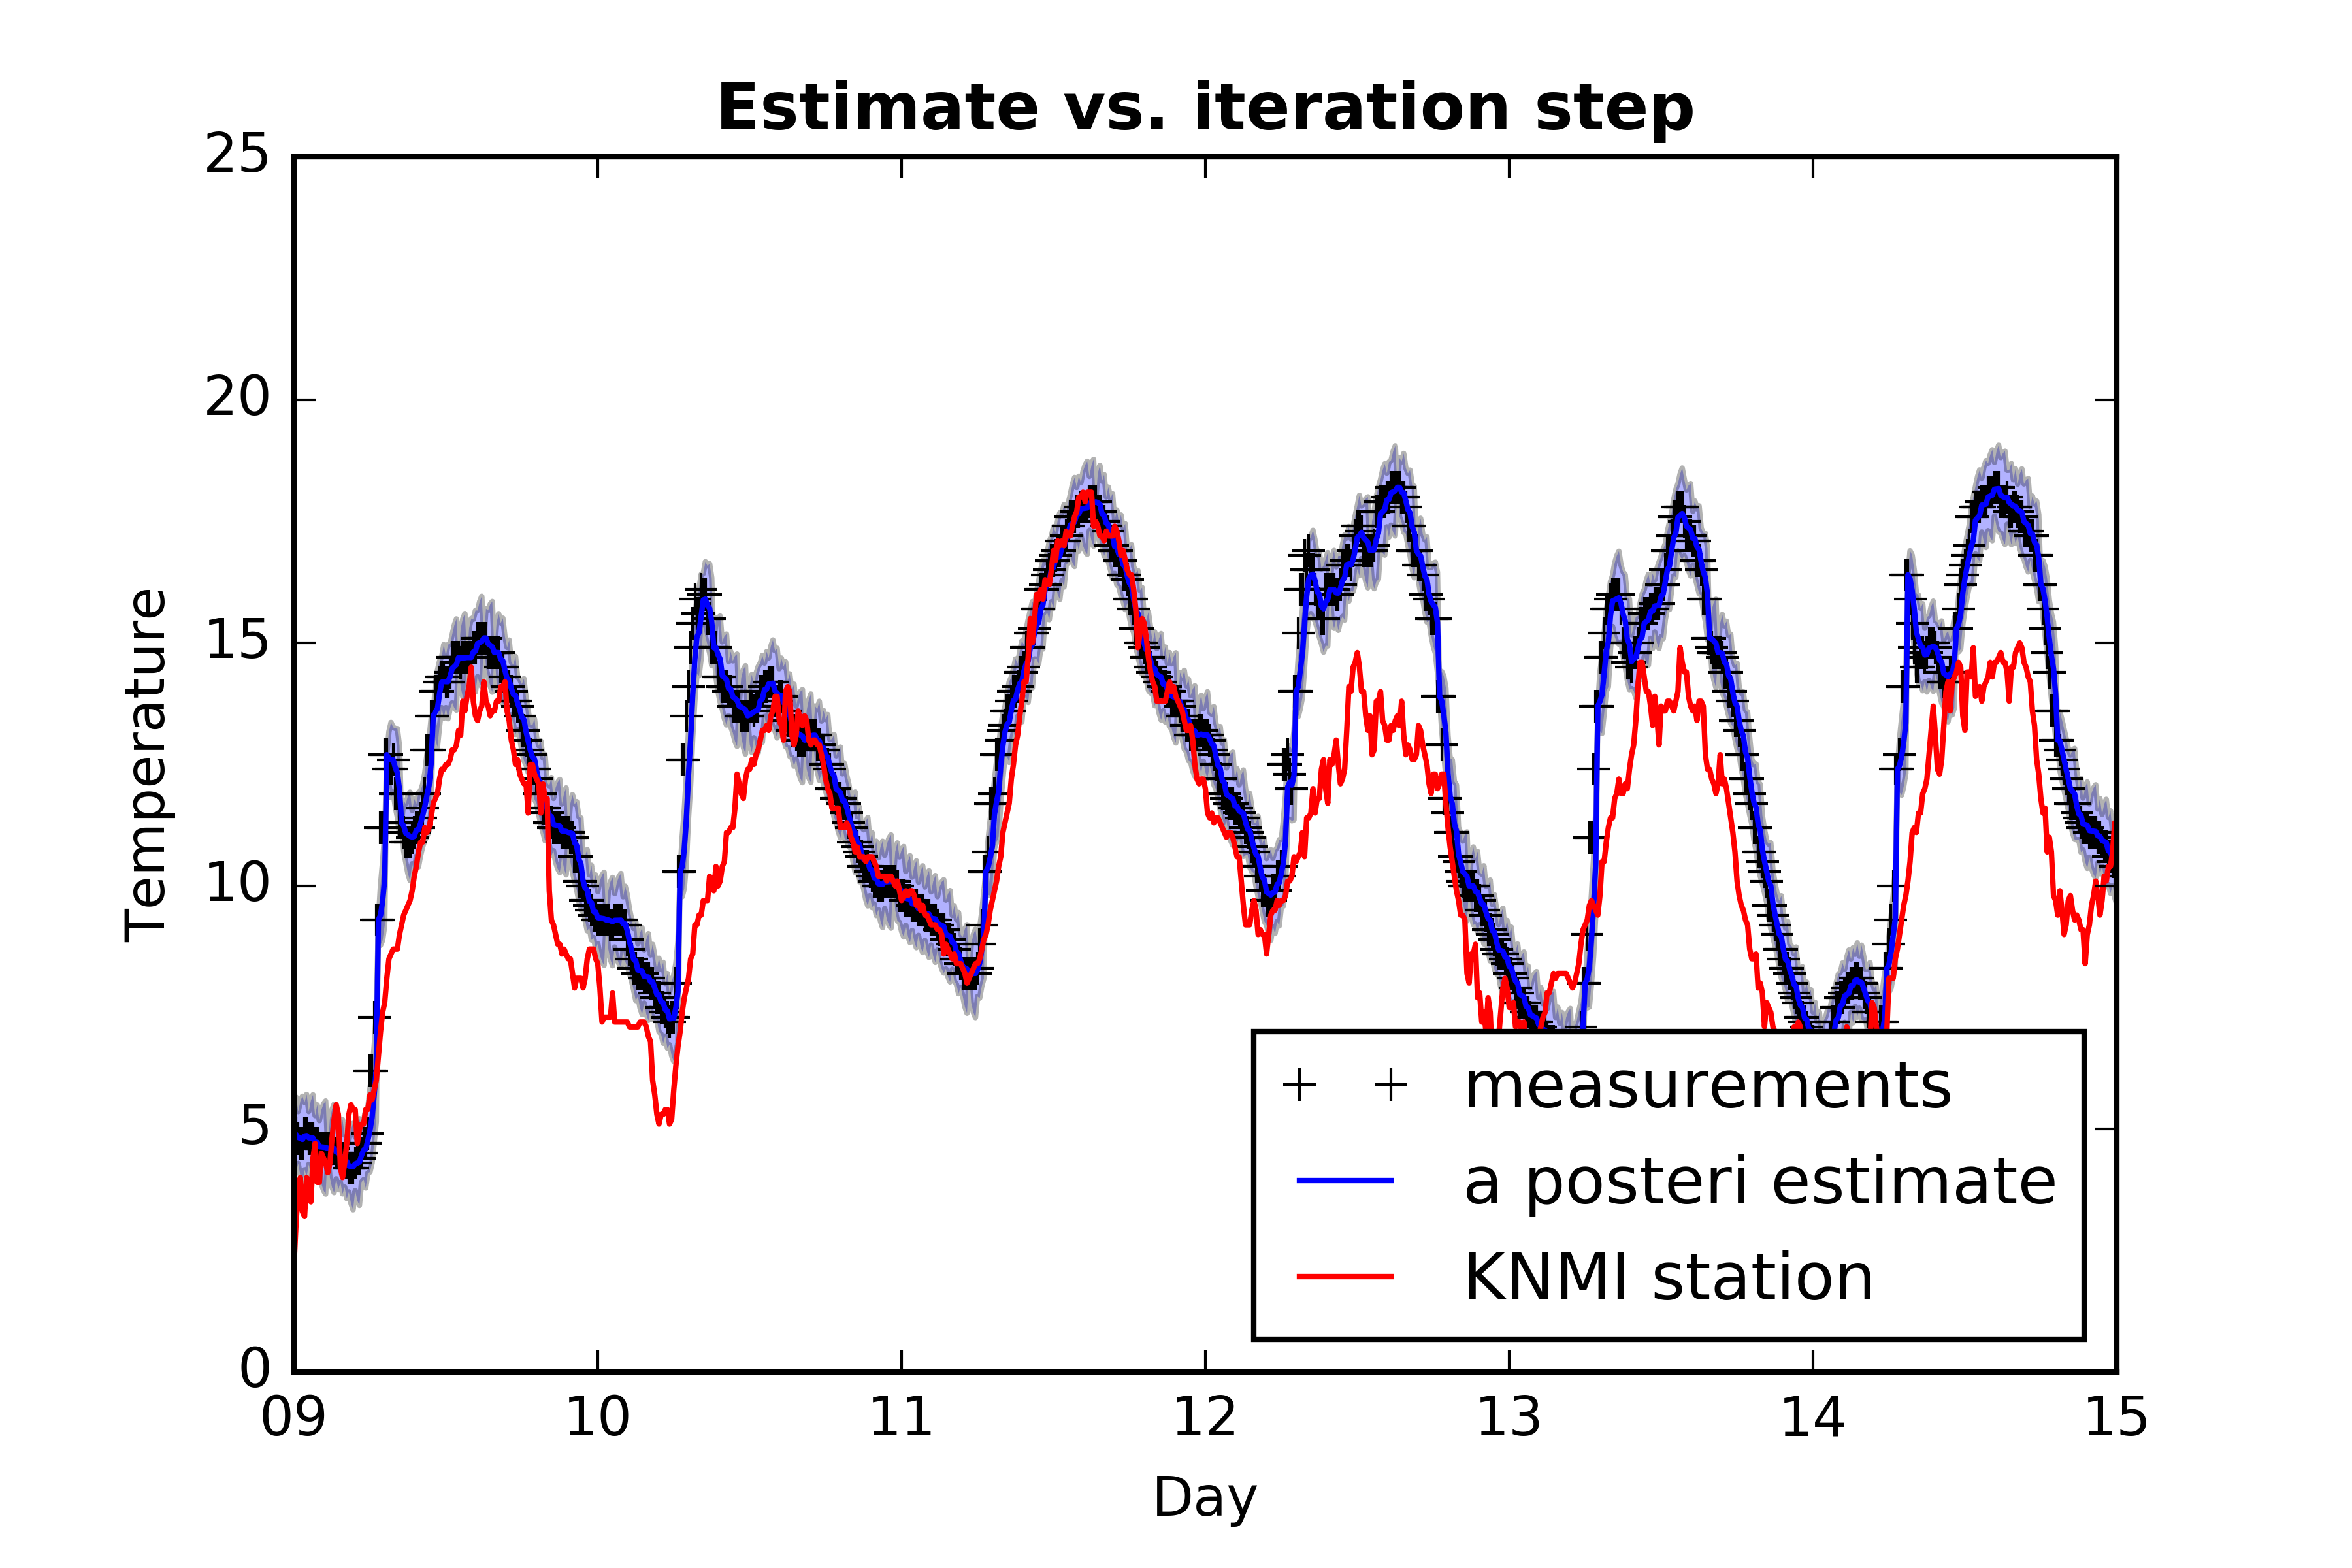 Estimate vs. iteration step
25
20
15
10
5
0
Temperature
09 10 11 12 13 14 15
Day
measurements
a posteri estimate
KNMI station